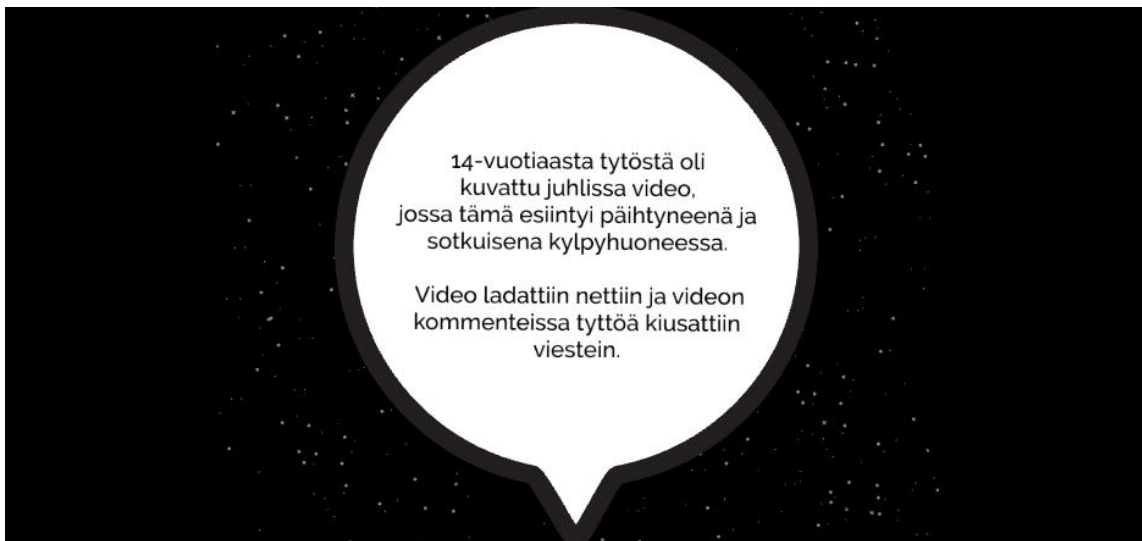 14-vuotiaasta tytöstä oli
kuvattu juhlissa video,
jossa tämä esiintyi päihtyneenä ja
sotkuisena kylpyhuoneessa.
Video ladattiin nettiin ja videon
kommenteissa tyttöä kiusattiin
viestein.